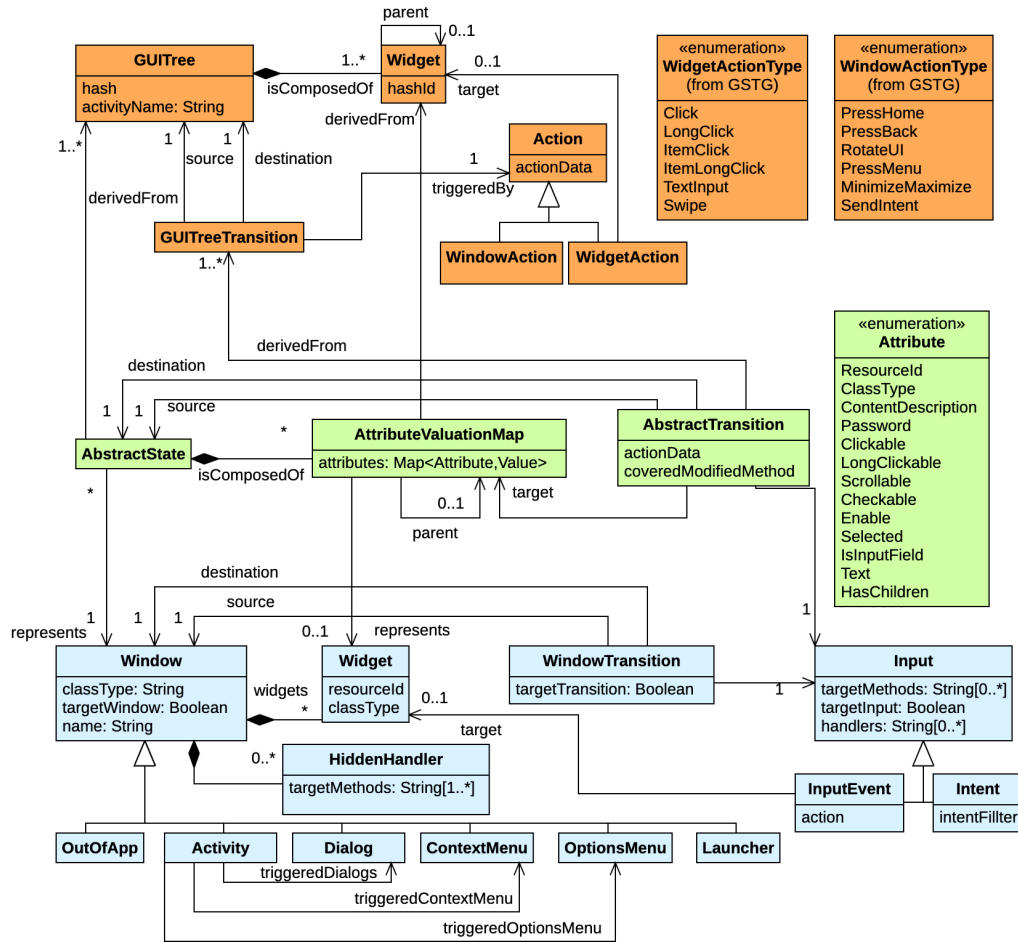 parent
0..1
GUITree
hash
activityName: String
1..*
isComposedOf
Widget
hashId
0..1
target
derivedFrom
«enumeration»
WidgetActionType
(from GSTG)
Click
LongClick
ItemClick
ItemLongClick
TextInput
Swipe
«enumeration»
WindowActionType
(from GSTG)
PressHome
PressBack
RotateUI
PressMenu
MinimizeMaximize
SendIntent
1..*
1
source
1
destination
derivedFrom
Action
actionData
1
triggeredBy
GUITreeTransition
1..*
WindowAction
WidgetAction
derivedFrom
destination
source
1
1
«enumeration»
Attribute
ResourceId
ClassType
ContentDescription
Password
Clickable
LongClickable
Scrollable
Checkable
Enable
Selected
IsInputField
Text
HasChildren
AbstractState
*
isComposedOf
AttributeValuationMap
attributes: Map<Attribute,Value>
AbstractTransition
actionData
coveredModifiedMethod
*
0..1
parent
target
destination
source
1
1
1
represents
0..1
represents
1
Window
classType: String
targetWindow: Boolean
name: String
widgets
*
Widget
resourceId
classType
0..1
target
WindowTransition
targetTransition: Boolean
1
Input
targetMethods: String[0..*]
targetInput: Boolean
handlers: String[0..*]
0..*
HiddenHandler
targetMethods: String[1..*]
InputEvent
action
Intent
intentFillter
OutOfApp
Activity
Dialog
ContextMenu
OptionsMenu
Launcher
triggeredDialogs
triggeredContextMenu
triggeredOptionsMenu